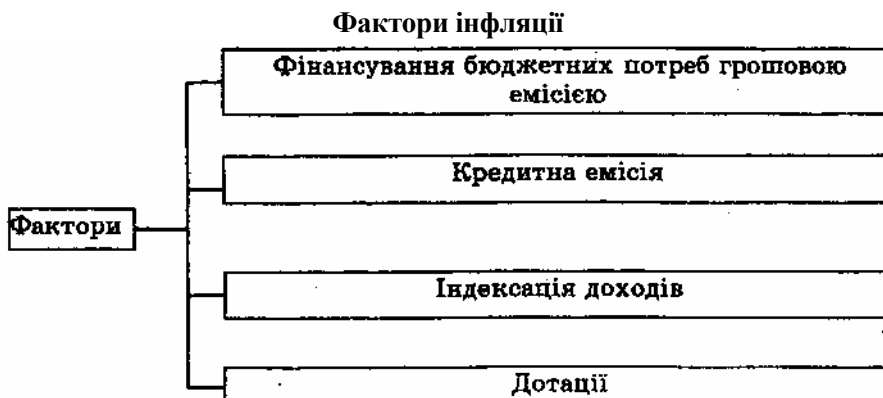 Фактори інфляції
Фінансування бюджетних потреб грошовою
емісією
Кредитна емісія
Фактори
Індексація доходів
Дотації